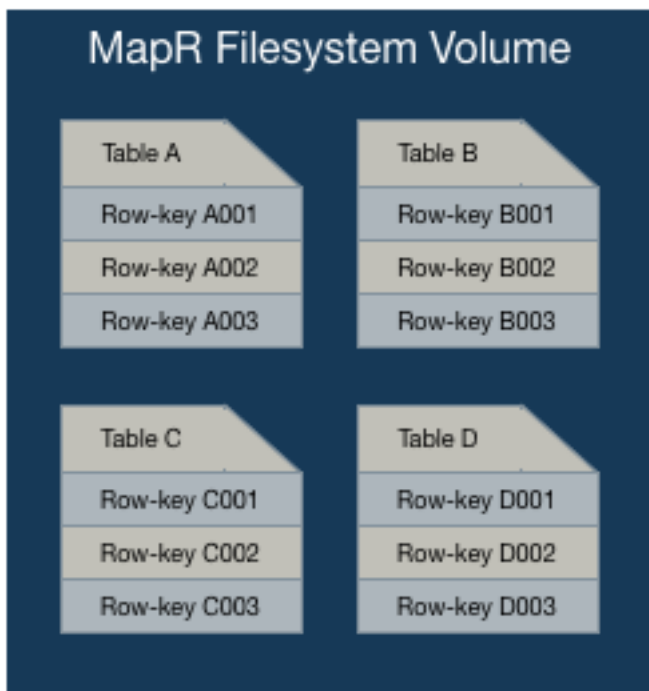 MapR Filesystem Volume
Table A
Row-key A001
Row-key A002
Row-key A003
Table B
Row-key B001
Row-key B002
Row-key B003
Table C
Row-key C001
Row-key C002
Row-key C003
Table D
Row-key D001
Row-key D002
Row-key D003